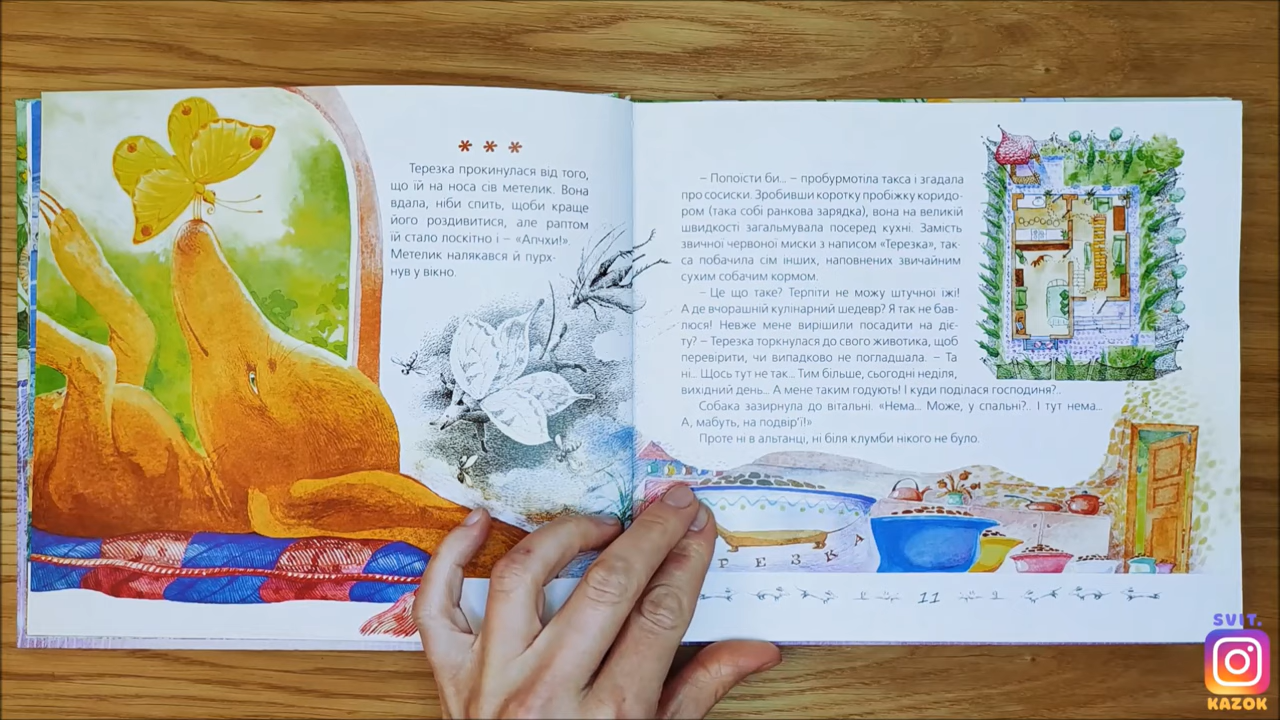 * * *
Терезка прокинулася від того,
що їй на носа сів метелик. Вона
вдала, ніби спить, щоби краще
його роздивитися, але раптом
їй стало лоскітно і – «Апчхи!».
Метелик налякався й пурх-
нув у вікно.
– Попоїсти би... – пробурмотіла такса і згадала
про сосиски. Зробивши коротку пробіжку коридо-
ром (така собі ранкова зарядка), вона на великій
швидкості загальмувала посеред кухні. Замість
звичної червоної миски з написом «Терезка», так-
са побачила сім інших, наповнених звичайним
сухим собачим кормом.
– Це що таке? Терпіти не можу штучної їжі!
А де вчорашній кулінарний шедевр? Я так не бав-
люся! Невже мене вирішили посадити на діє-
ту? – Терезка торкнулася до свого животика, щоб
перевірити, чи випадково не погладшала. – Та
ні... Щось тут не так... Тим більше, сьогодні неділя,
вихідний день... А мене таким годують! І куди поділася господиня?..
Собака зазирнула до вітальні. «Нема... Може, у спальні?.. І тут нема...
А, мабуть, на подвір’ї!»
Проте ні в альтанці, ні біля клумби нікого не було.
РЕЗКА
11
SVIT.
KAZOK